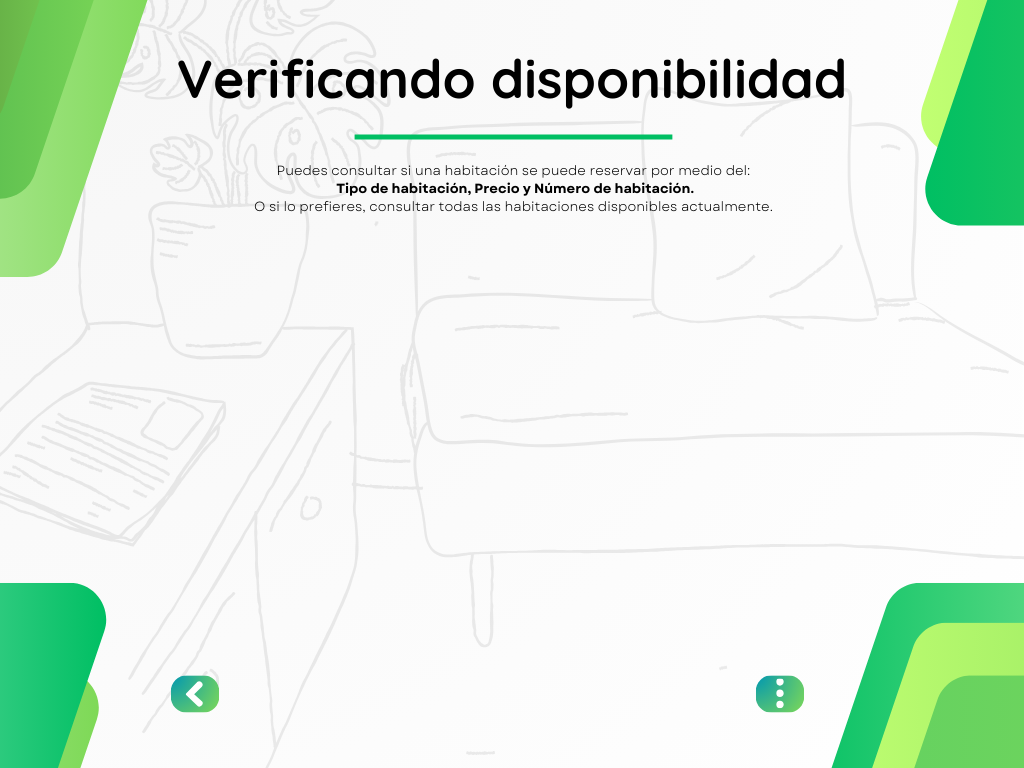 Verificando disponibilidad
Puedes consultar si una habitación se puede reservar por medio del:
Tipo de habitación, Precio y Número de habitación.
O si lo prefieres, consultar todas las habitaciones disponibles actualmente.